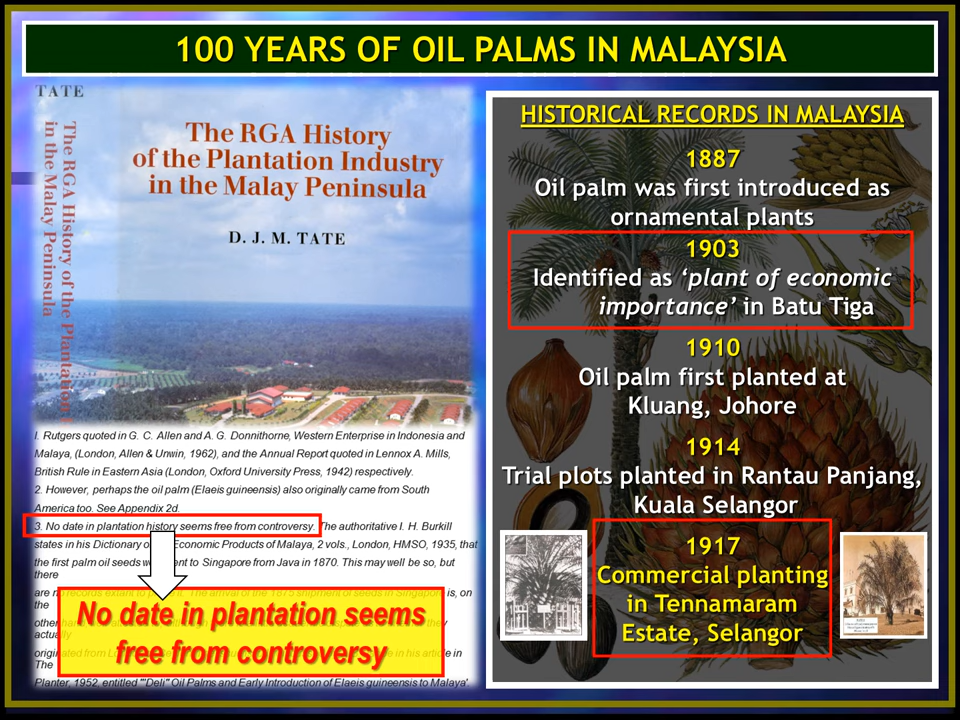 100 YEARS OF OIL PALMS IN MALAYSIA
TATE
The RGA History of the Plantation
in the Malay Peninsula
The RGA History
of the Plantation Industry
in the Malay Peninsula
D. J. M. TATE
I. Rutgers quoted in G. C. Allen and A. G. Donnithorne, Western Enterprise in Indonesia and
Malaya, (London, Allen & Unwin, 1962), and the Annual Report quoted in Lennox A. Mills,
British Rule in Eastern Asia (London, Oxford University Press, 1942) respectively.
2. However, perhaps the oil palm (Elaeis guineensis) also originally came from South
America too. See Appendix 2d.
3. No date in plantation history seems free from controversy. The authoritative I. H. Burkill
states in his Dictionary Economic Products of Malaya, 2 vols., London, HMSO, 1935, that
the first palm oil seeds to Singapore from Java in 1870. This may well be so, but
there
are records extant The arrival of the 1875 shipment of seeds in Singapore is, on
the
other
actually
originated from in his article in
The
Planter, 1952, entitled "'Deli" Oil Palms and Early Introduction of Elaeis guineensis to Malaya'.
No date in plantation seems
free from controversy
HISTORICAL RECORDS IN MALAYSIA
1887
Oil palm was first introduced as
ornamental plants
1903
Identified as ‘plant of economic
importance’ in Batu Tiga
1910
Oil palm first planted at
Kluang, Johore
1914
Trial plots planted in Rantau Panjang,
Kuala Selangor
1917
Commercial planting
in Tennamaram
Estate, Selangor